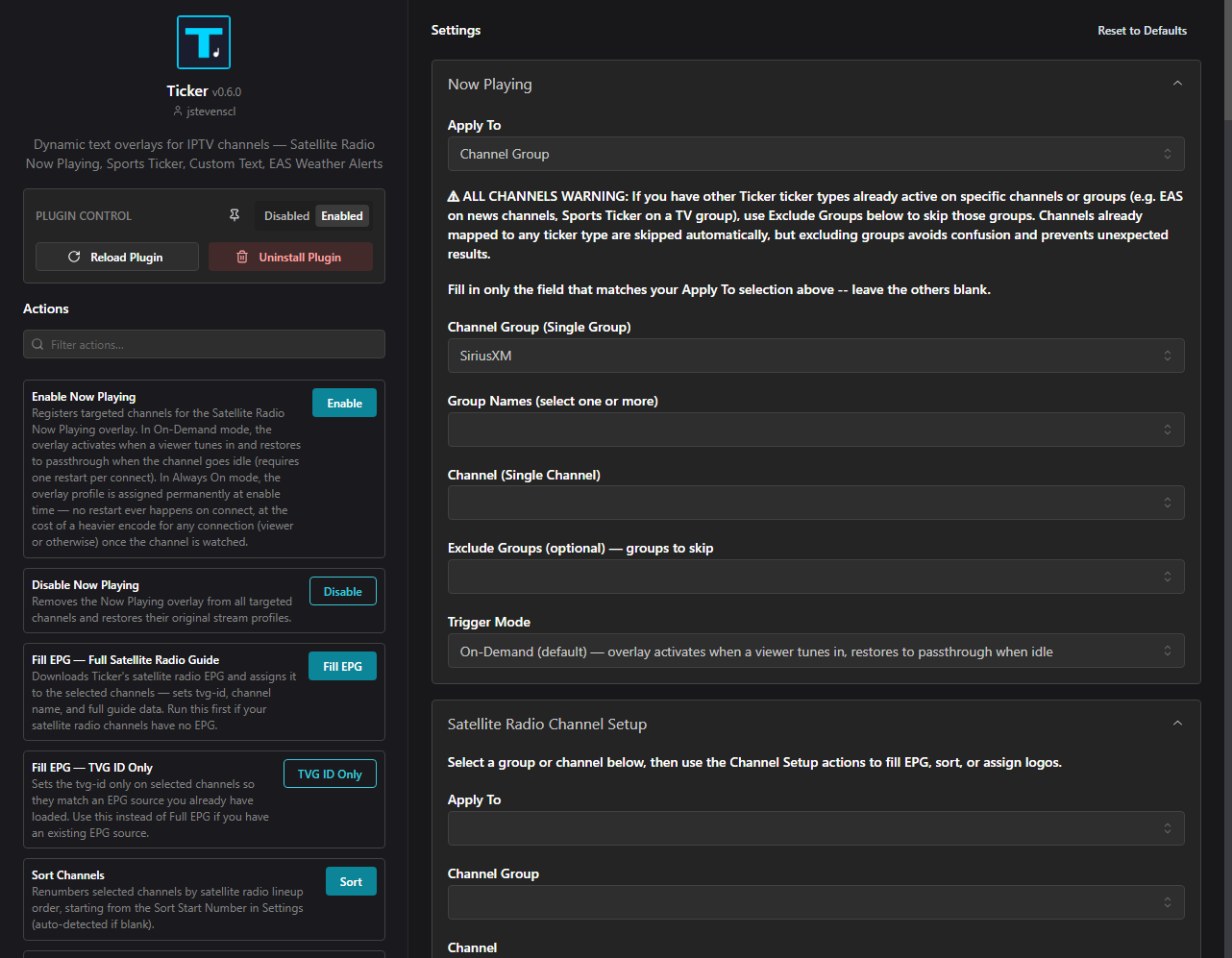 T
Ticker v0.6.0
jstevenscl
Dynamic text overlays for IPTV channels — Satellite Radio
Now Playing, Sports Ticker, Custom Text, EAS Weather Alerts
PLUGIN CONTROL
Disabled
Enabled
Reload Plugin
Uninstall Plugin
Actions
Filter actions...
Enable Now Playing
Enable
Registers targeted channels for the Satellite Radio
Now Playing overlay. In On-Demand mode, the
overlay activates when a viewer tunes in and restores
to passthrough when the channel goes idle (requires
one restart per connect). In Always On mode, the
overlay profile is assigned permanently at enable
time — no restart ever happens on connect, at the
cost of a heavier encode for any connection (viewer
or otherwise) once the channel is watched.
Disable Now Playing
Disable
Removes the Now Playing overlay from all targeted
channels and restores their original stream profiles.
Fill EPG — Full Satellite Radio Guide
Fill EPG
Downloads Ticker's satellite radio EPG and assigns it
to the selected channels — sets tvg-id, channel
name, and full guide data. Run this first if your
satellite radio channels have no EPG.
Fill EPG — TVG ID Only
TVG ID Only
Sets the tvg-id only on selected channels so
they match an EPG source you already have
loaded. Use this instead of Full EPG if you have
an existing EPG source.
Sort Channels
Sort
Renumbers selected channels by satellite radio lineup
order, starting from the Sort Start Number in Settings
(auto-detected if blank).
Settings
Reset to Defaults
Now Playing
Apply To
Channel Group
⚠ ALL CHANNELS WARNING: If you have other Ticker ticker types already active on specific channels or groups (e.g. EAS
on news channels, Sports Ticker on a TV group), use Exclude Groups below to skip those groups. Channels already
mapped to any ticker type are skipped automatically, but excluding groups avoids confusion and prevents unexpected
results.
Fill in only the field that matches your Apply To selection above -- leave the others blank.
Channel Group (Single Group)
SiriusXM
Group Names (select one or more)
Channel (Single Channel)
Exclude Groups (optional) — groups to skip
Trigger Mode
On-Demand (default) — overlay activates when a viewer tunes in, restores to passthrough when idle
Satellite Radio Channel Setup
Select a group or channel below, then use the Channel Setup actions to fill EPG, sort, or assign logos.
Apply To
Channel Group
Channel